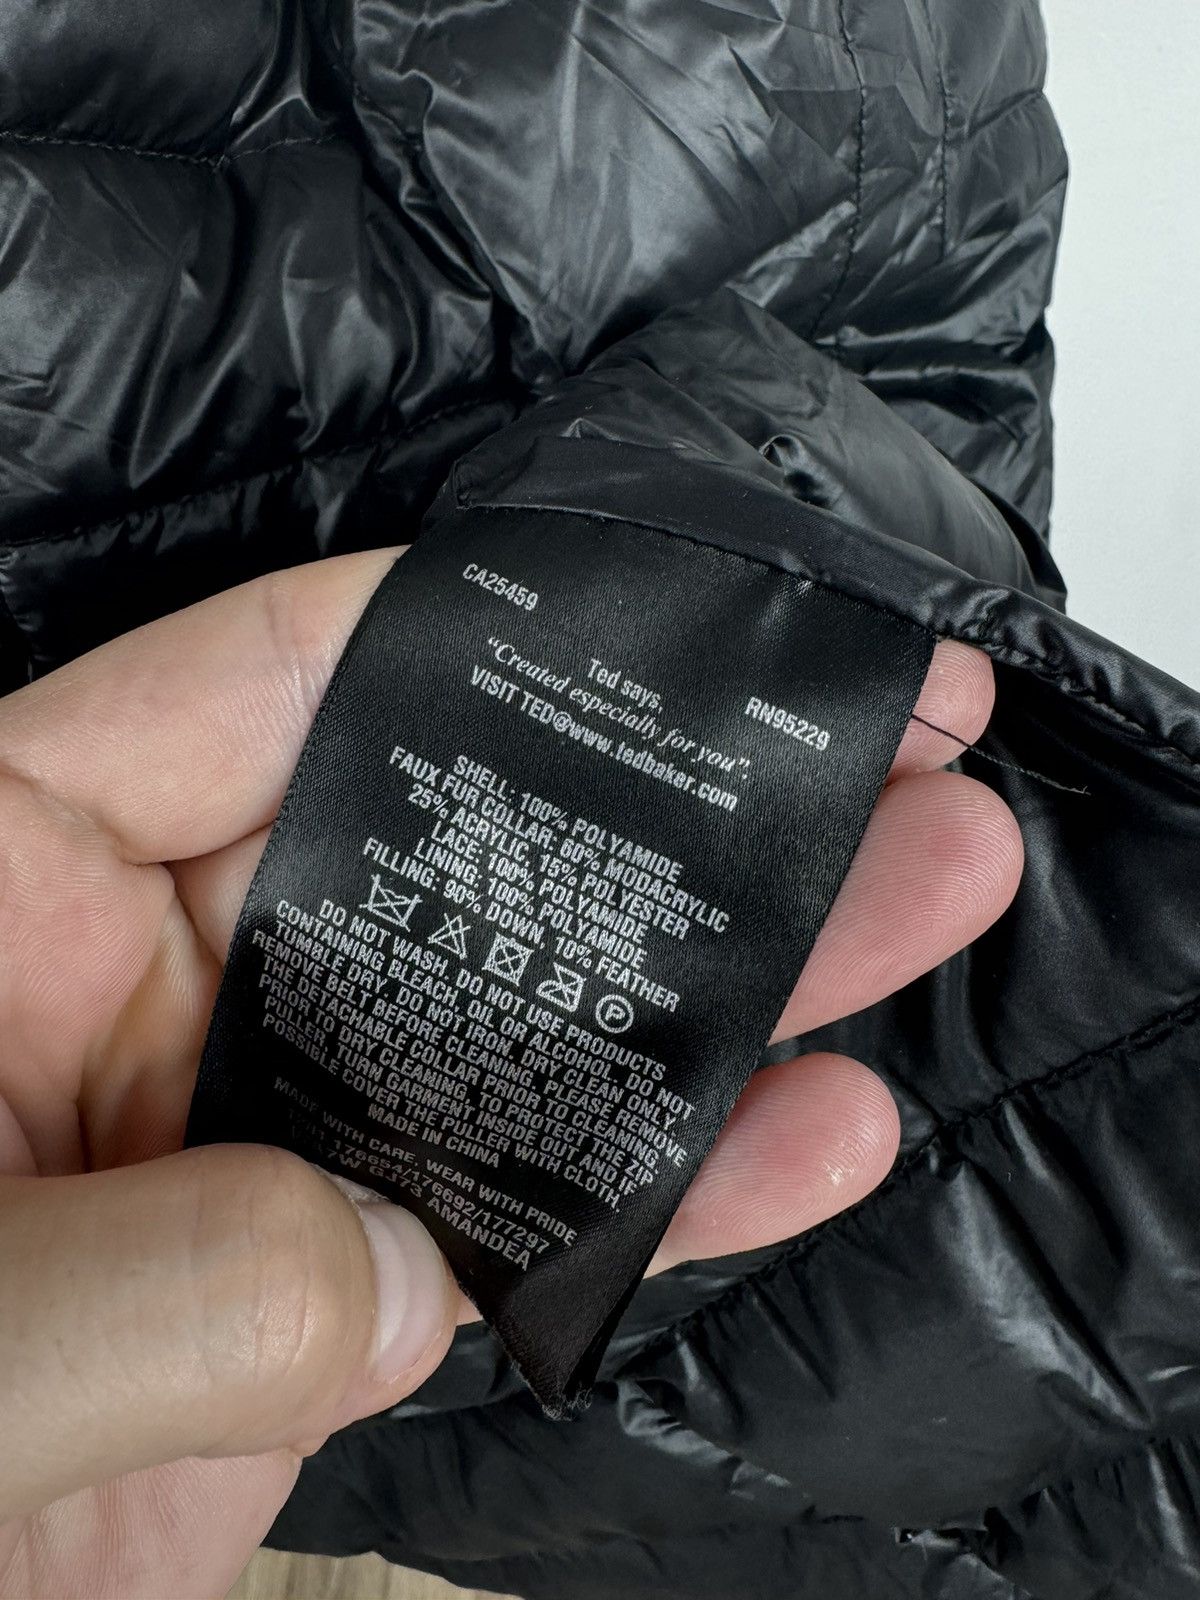 CA25459
RN95229
Ted says,
"Created especially for you".
VISIT TED@www.tedbaker.com
SHELL: 100% POLYAMIDE
FAUX FUR COLLAR: 60% MODACRYLIC
25% ACRYLIC, 15% POLYESTER
LACE: 100% POLYAMIDE
LINING: 100% POLYAMIDE
FILLING: 90% DOWN, 10% FEATHER
P
DO NOT WASH, DO NOT USE PRODUCTS
CONTAINING BLEACH, OIL OR ALCOHOL. DO NOT
TUMBLE DRY, DO NOT IRON, DRY CLEAN ONLY,
REMOVE BELT BEFORE CLEANING, PLEASE REMOVE
THE DETACHABLE COLLAR PRIOR TO CLEANING.
PRIOR TO DRY CLEANING, TO PROTECT THE ZIP
PULLER, TURN GARMENT INSIDE OUT AND IF
POSSIBLE COVER THE PULLER WITH CLOTH.
MADE IN CHINA
MADE WITH CARE, WEAR WITH PRIDE
176654/176692/177297
GJ73 AMANDEA